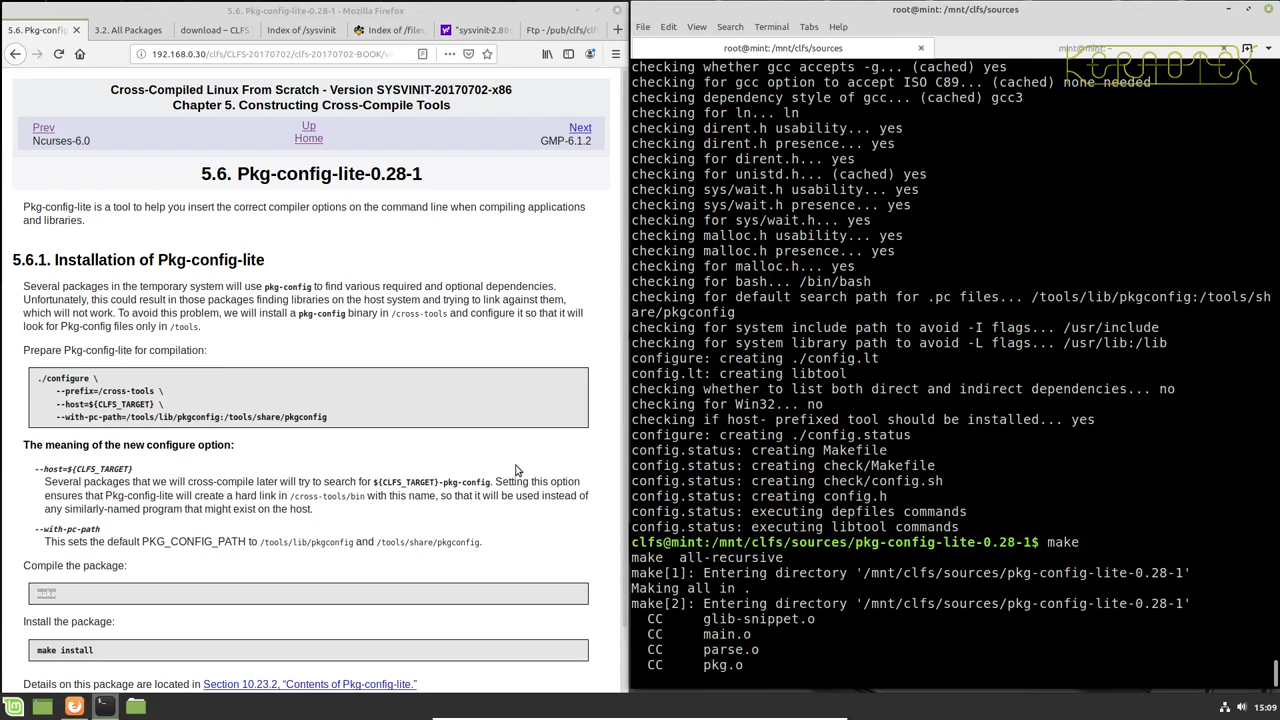 5.6. Pkg-config-lite-0.28-1 - Mozilla Firefox
5.6. Pkg-config-
3.2. All Packages
download – CLFS
Index of /sysvinit
Index of /files,
"sysvinit-2.88
Ftp - /pub/clfs/c
192.168.0.30/clfs/CLFS-20170702/clfs-20170702-BOOK/
Cross-Compiled Linux From Scratch - Version SYSVINIT-20170702-x86
Chapter 5. Constructing Cross-Compile Tools
Prev
Up
Next
Ncurses-6.0
Home
GMP-6.1.2
5.6. Pkg-config-lite-0.28-1
Pkg-config-lite is a tool to help you insert the correct compiler options on the command line when compiling applications
and libraries.
5.6.1. Installation of Pkg-config-lite
Several packages in the temporary system will use pkg-config to find various required and optional dependencies.
Unfortunately, this could result in those packages finding libraries on the host system and trying to link against them,
which will not work. To avoid this problem, we will install a pkg-config binary in /cross-tools and configure it so that it will
look for Pkg-config files only in /tools.
Prepare Pkg-config-lite for compilation:
./configure \
--prefix=/cross-tools \
--host=${CLFS_TARGET} \
--with-pc-path=/tools/lib/pkgconfig:/tools/share/pkgconfig
The meaning of the new configure option:
--host=${CLFS_TARGET}
Several packages that we will cross-compile later will try to search for ${CLFS_TARGET}-pkg-config. Setting this option
ensures that Pkg-config-lite will create a hard link in /cross-tools/bin with this name, so that it will be used instead of
any similarly-named program that might exist on the host.
--with-pc-path
This sets the default PKG_CONFIG_PATH to /tools/lib/pkgconfig and /tools/share/pkgconfig.
Compile the package:
make
Install the package:
make install
Details on this package are located in Section 10.23.2, “Contents of Pkg-config-lite.”
root@mint: /mnt/clfs/sources
File Edit View Search Terminal Tabs Help
root@mint: /mnt/clfs/sources
root@mint: ~
checking whether gcc accepts -g... (cached) yes
checking for gcc option to accept ISO C89... (cached) none needed
checking dependency style of gcc... (cached) gcc3
checking for ln... ln
checking dirent.h usability... yes
checking dirent.h presence... yes
checking for dirent.h... yes
checking for unistd.h... (cached) yes
checking sys/wait.h usability... yes
checking sys/wait.h presence... yes
checking for sys/wait.h... yes
checking malloc.h usability... yes
checking malloc.h presence... yes
checking for malloc.h... yes
checking for bash... /bin/bash
checking for default search path for .pc files... /tools/lib/pkgconfig:/tools/sh
are/pkgconfig
checking for system include path to avoid -I flags... /usr/include
checking for system library path to avoid -L flags... /usr/lib:/lib
configure: creating ./config.lt
config.lt: creating libtool
checking whether to list both direct and indirect dependencies... no
checking for Win32... no
checking if host- prefixed tool should be installed... yes
configure: creating ./config.status
config.status: creating Makefile
config.status: creating check/Makefile
config.status: creating check/config.sh
config.status: creating config.h
config.status: executing depfiles commands
config.status: executing libtool commands
clfs@mint:/mnt/clfs/sources/pkg-config-lite-0.28-1$ make
make  all-recursive
make[1]: Entering directory '/mnt/clfs/sources/pkg-config-lite-0.28-1'
Making all in .
make[2]: Entering directory '/mnt/clfs/sources/pkg-config-lite-0.28-1'
CC glib-snippet.o
CC main.o
CC parse.o
CC pkg.o
15:09